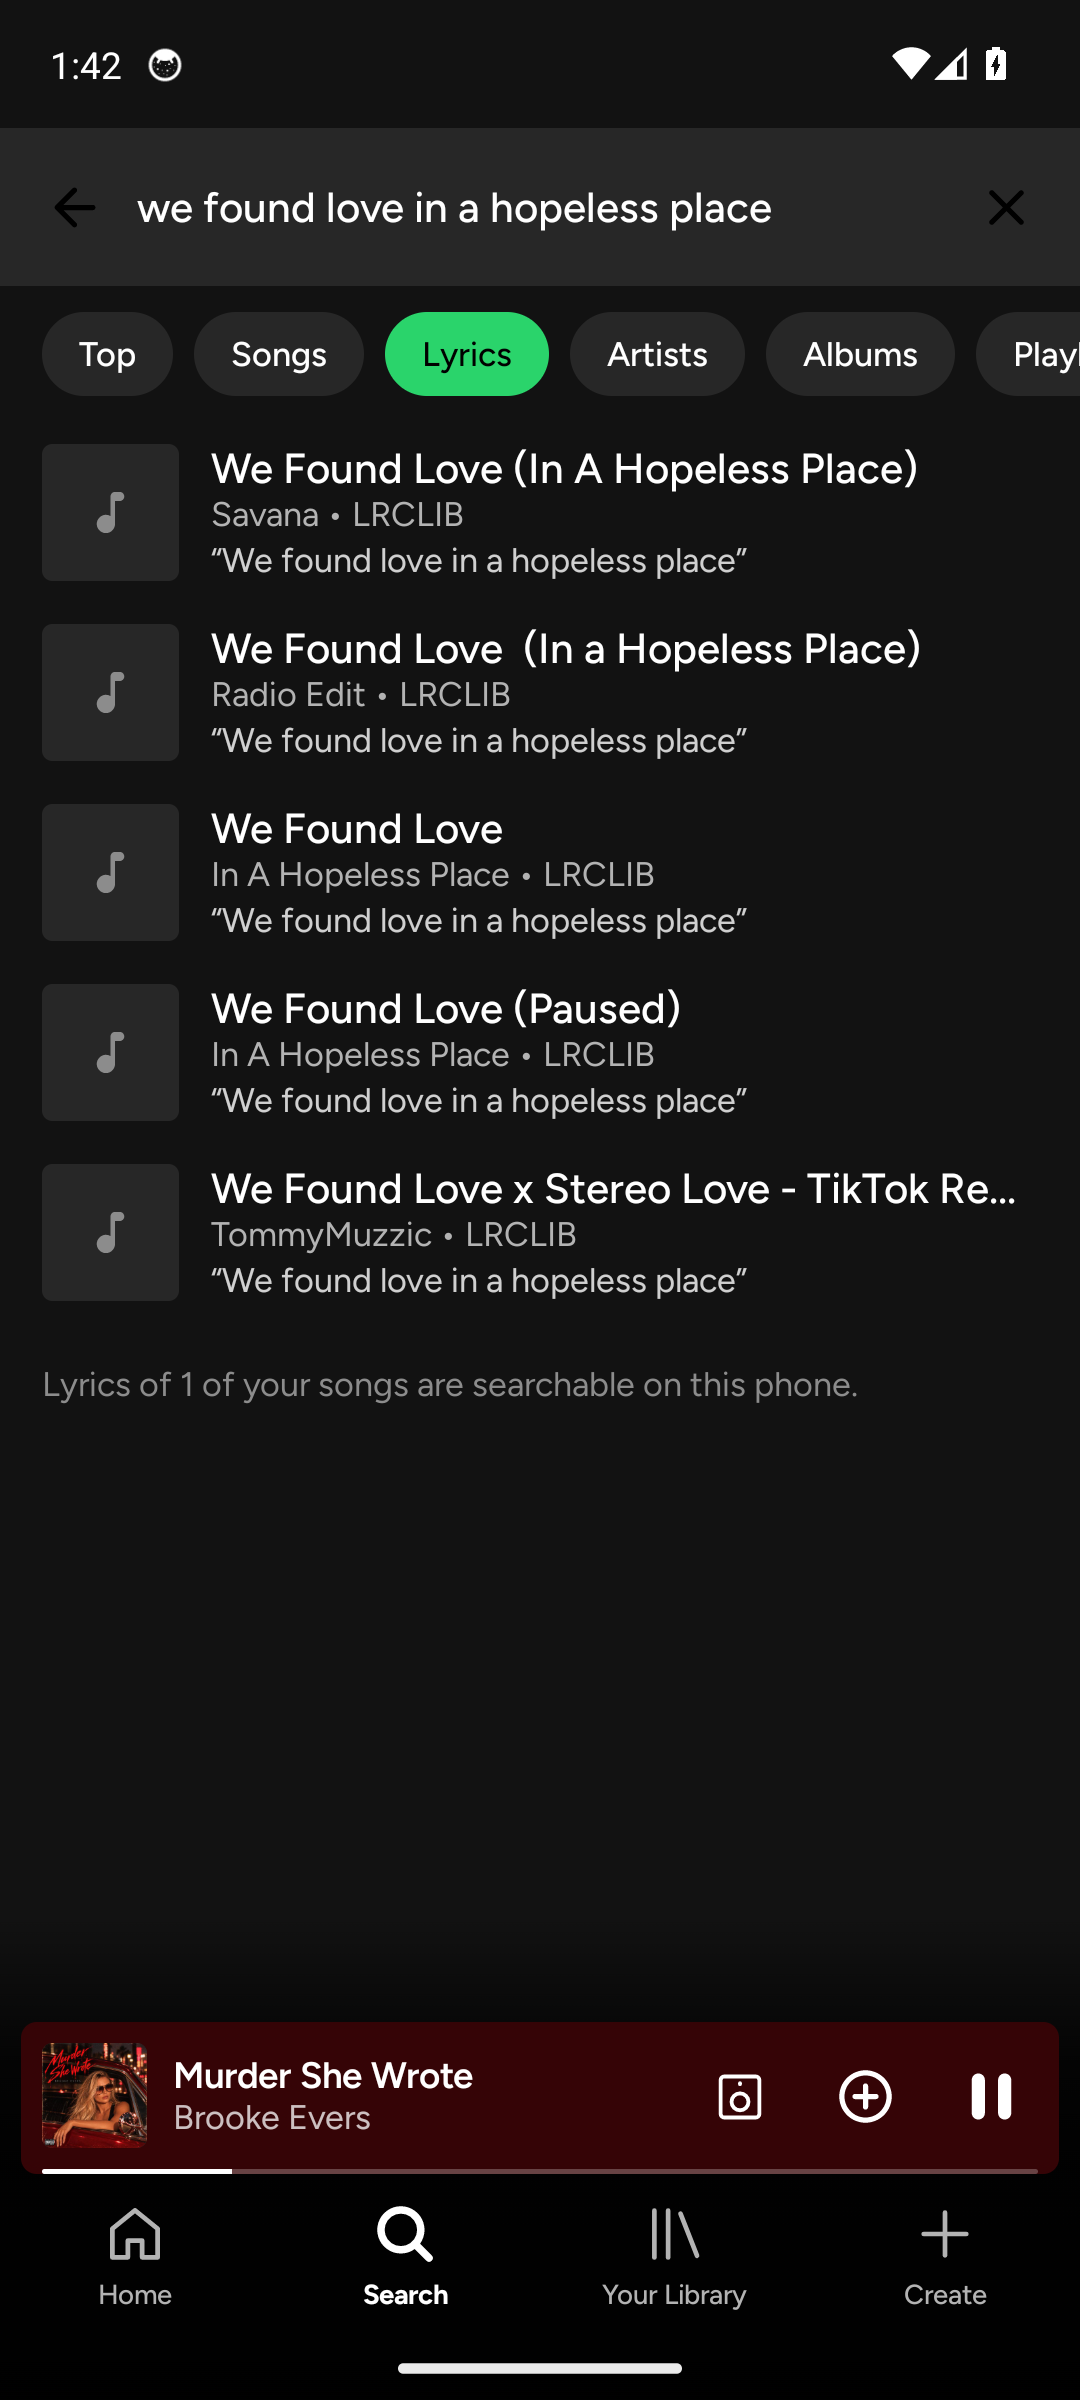 1:42
we found love in a hopeless place
Top Songs Lyrics Artists Albums Playl
We Found Love (In A Hopeless Place)
Savana • LRCLIB
“We found love in a hopeless place”
We Found Love  (In a Hopeless Place)
Radio Edit • LRCLIB
“We found love in a hopeless place”
We Found Love
In A Hopeless Place • LRCLIB
“We found love in a hopeless place”
We Found Love (Paused)
In A Hopeless Place • LRCLIB
“We found love in a hopeless place”
We Found Love x Stereo Love - TikTok Re...
TommyMuzzic • LRCLIB
“We found love in a hopeless place”
Lyrics of 1 of your songs are searchable on this phone.
Murder She Wrote
Murder She Wrote
Brooke Evers
Home Search Your Library Create